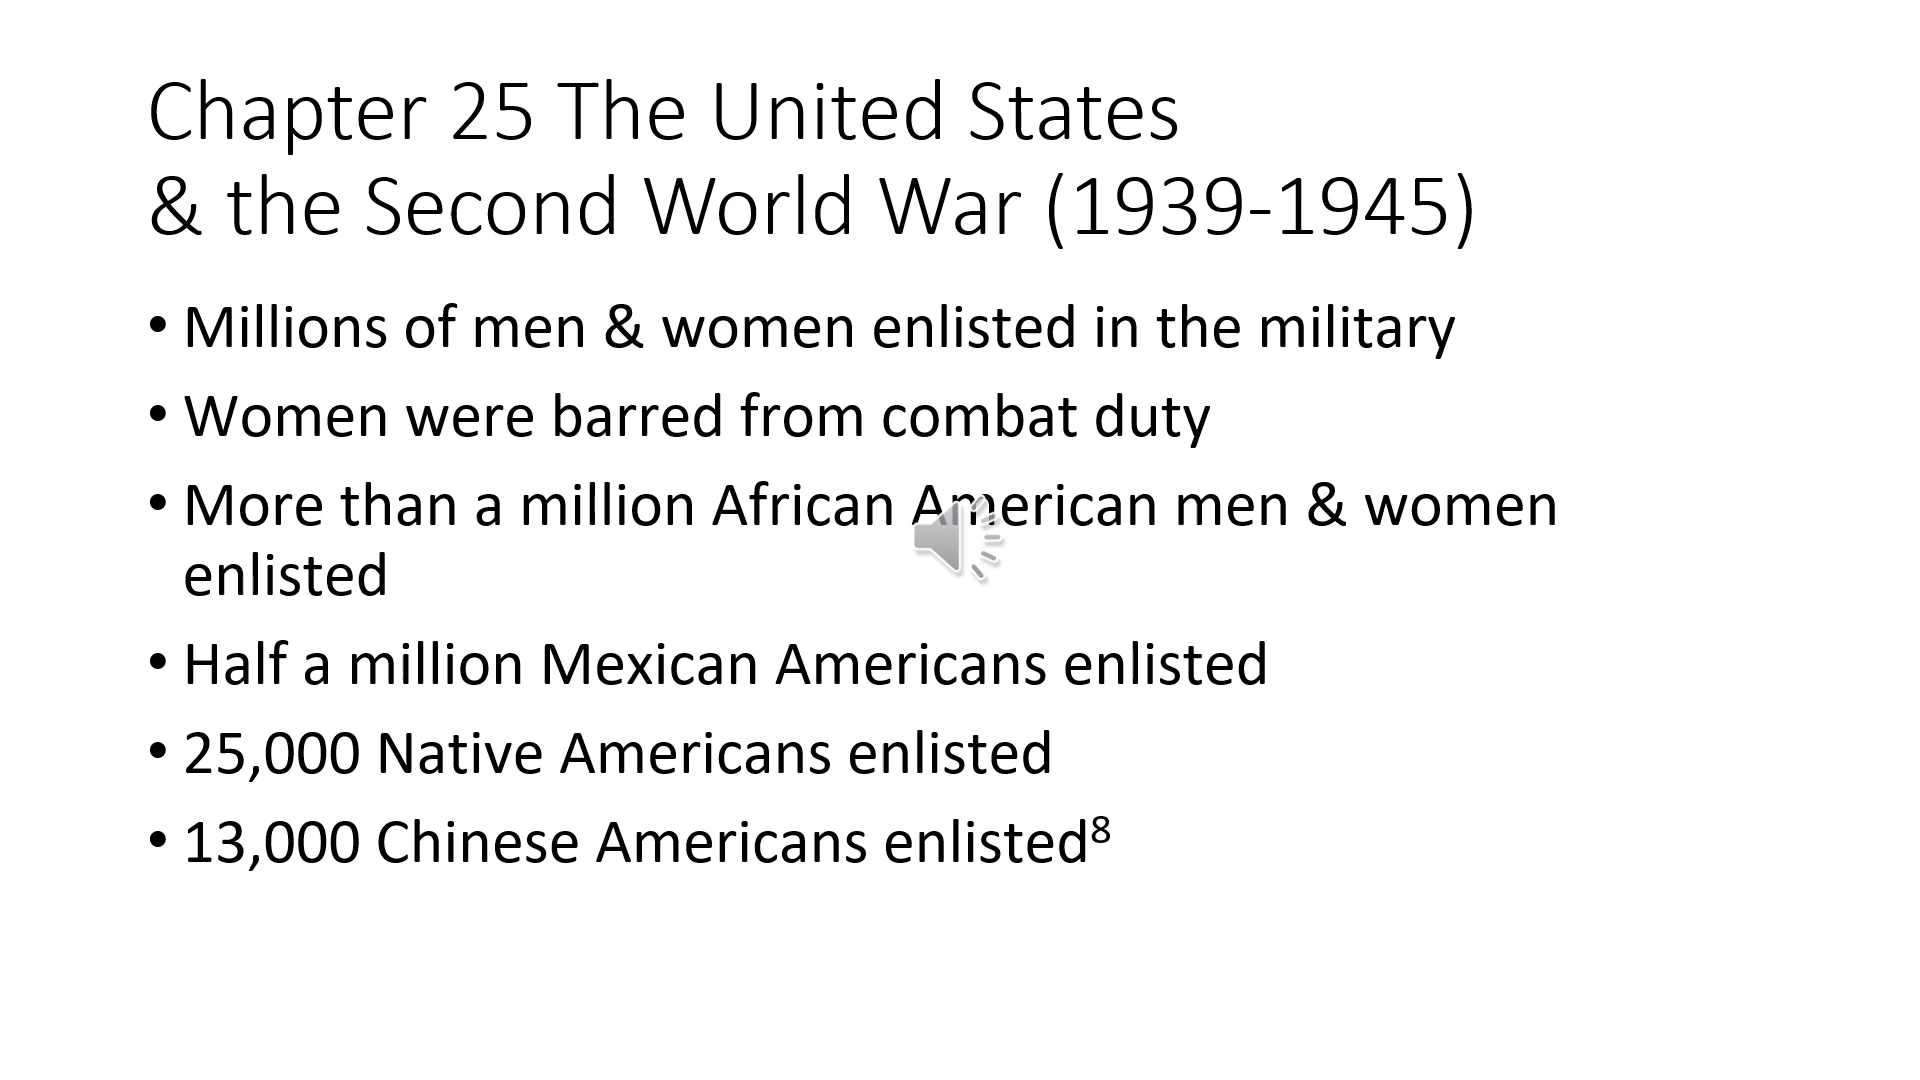 Chapter 25 The United States
& the Second World War (1939-1945)
• Millions of men & women enlisted in the military
• Women were barred from combat duty
• More than a million African American men & women
enlisted
• Half a million Mexican Americans enlisted
• 25,000 Native Americans enlisted
• 13,000 Chinese Americans enlisted⁸